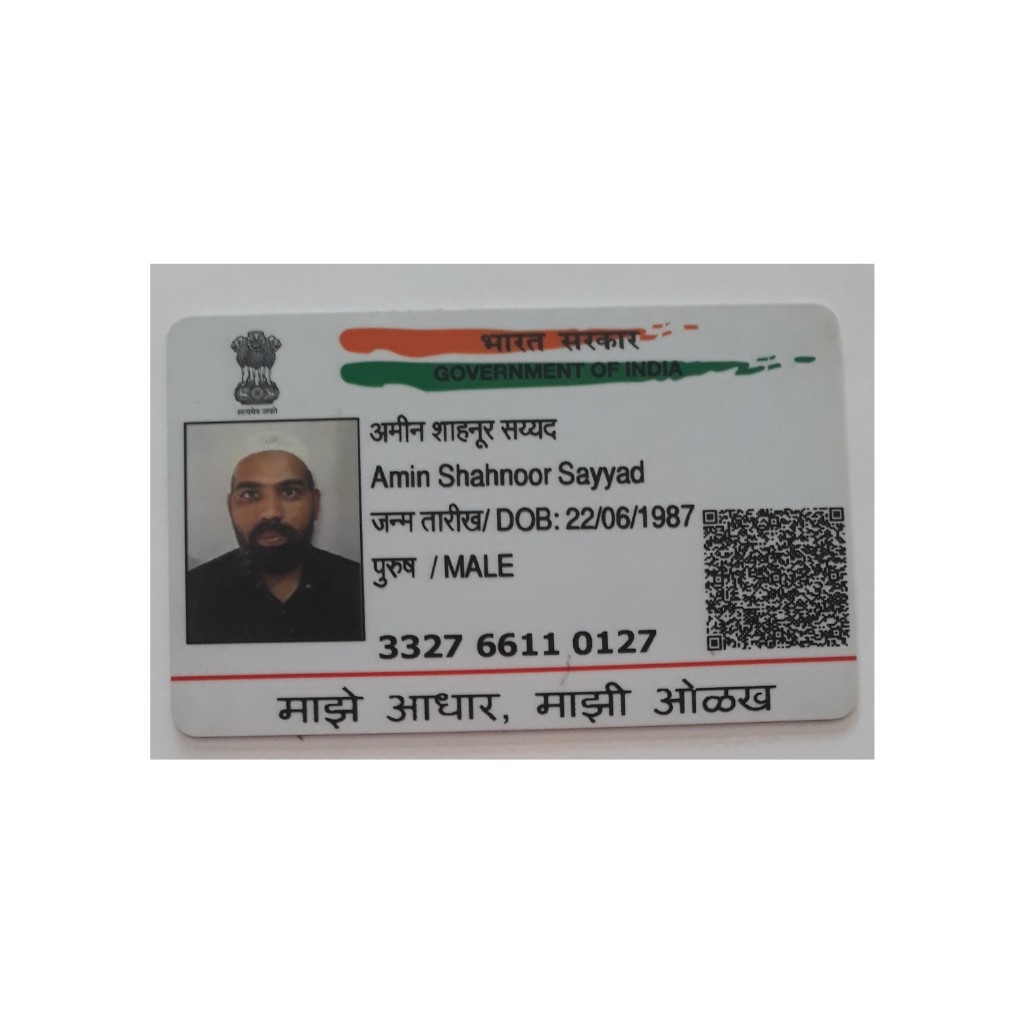 भारत सरकार
GOVERNMENT OF INDIA
सत्यमेव जयते
अमीन शाहनूर सय्यद
Amin Shahnoor Sayyad
जन्म तारीख/ DOB: 22/06/1987
पुरुष / MALE
3327 6611 0127
माझे आधार, माझी ओळख